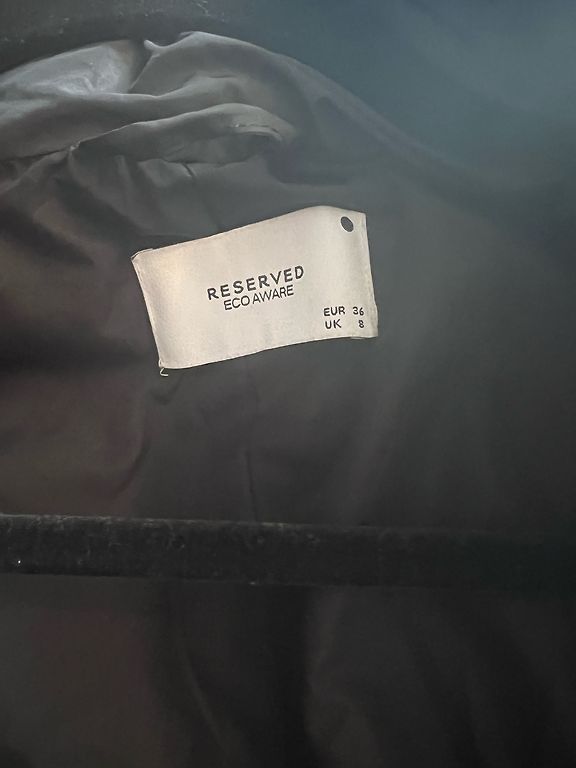 RESERVED
ECO AWARE
EUR 36
UK 8